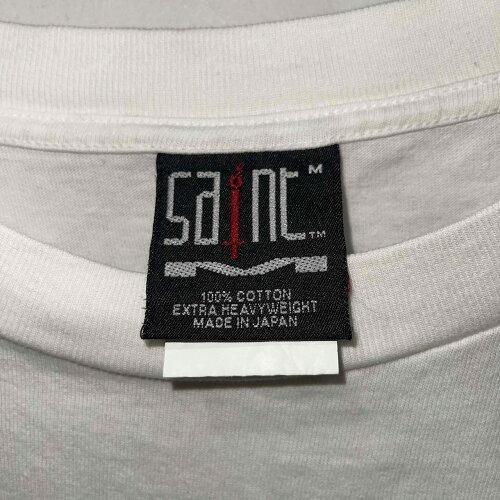 saint M
TM
100% COTTON
EXTRA HEAVYWEIGHT
MADE IN JAPAN